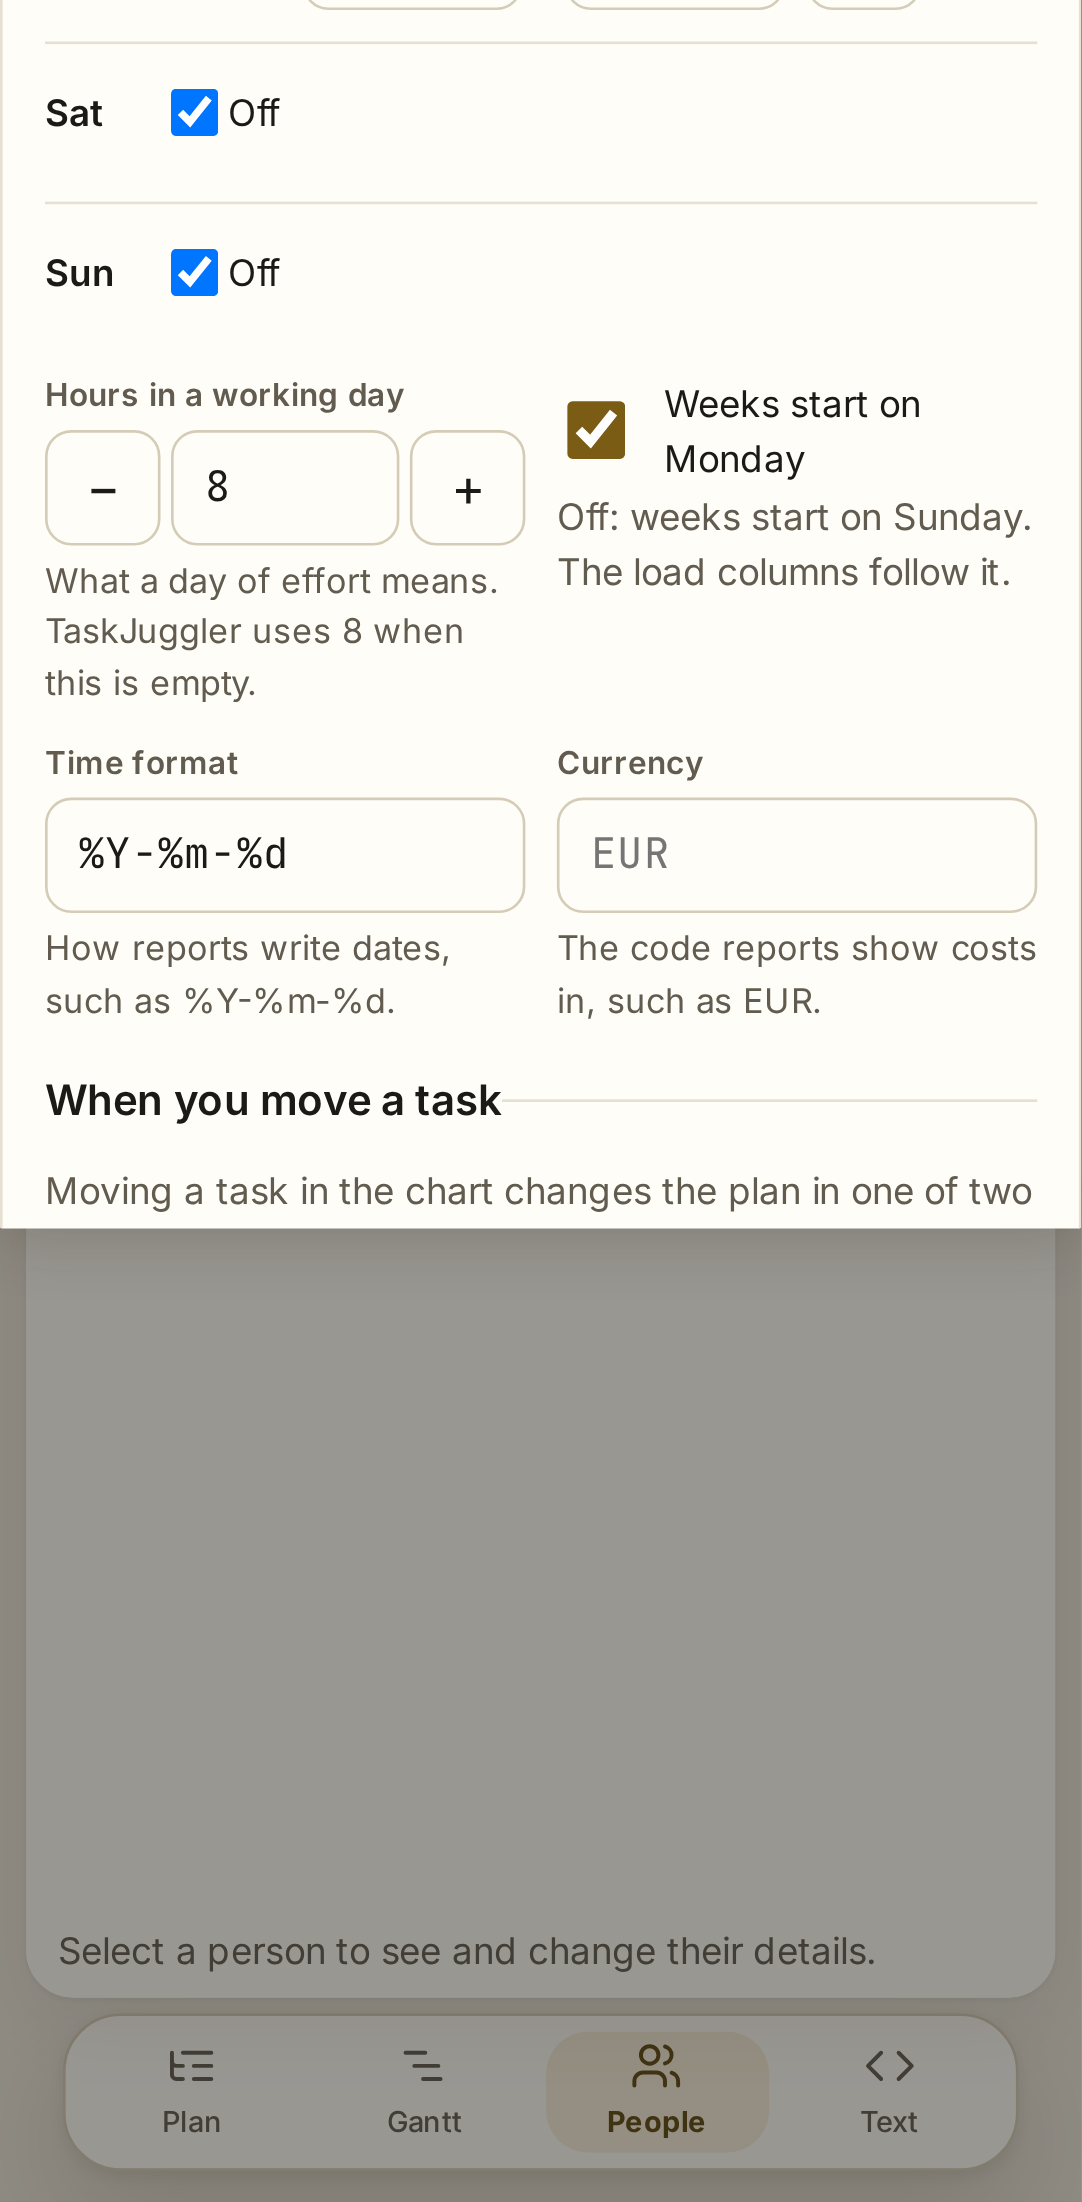 Sat Off
Sun Off
Hours in a working day
− 8 +
What a day of effort means.
TaskJuggler uses 8 when
this is empty.
Weeks start on
Monday
Off: weeks start on Sunday.
The load columns follow it.
Time format
%Y-%m-%d
How reports write dates,
such as %Y-%m-%d.
Currency
EUR
The code reports show costs
in, such as EUR.
When you move a task
Moving a task in the chart changes the plan in one of two
Select a person to see and change their details.
Plan Gantt People Text